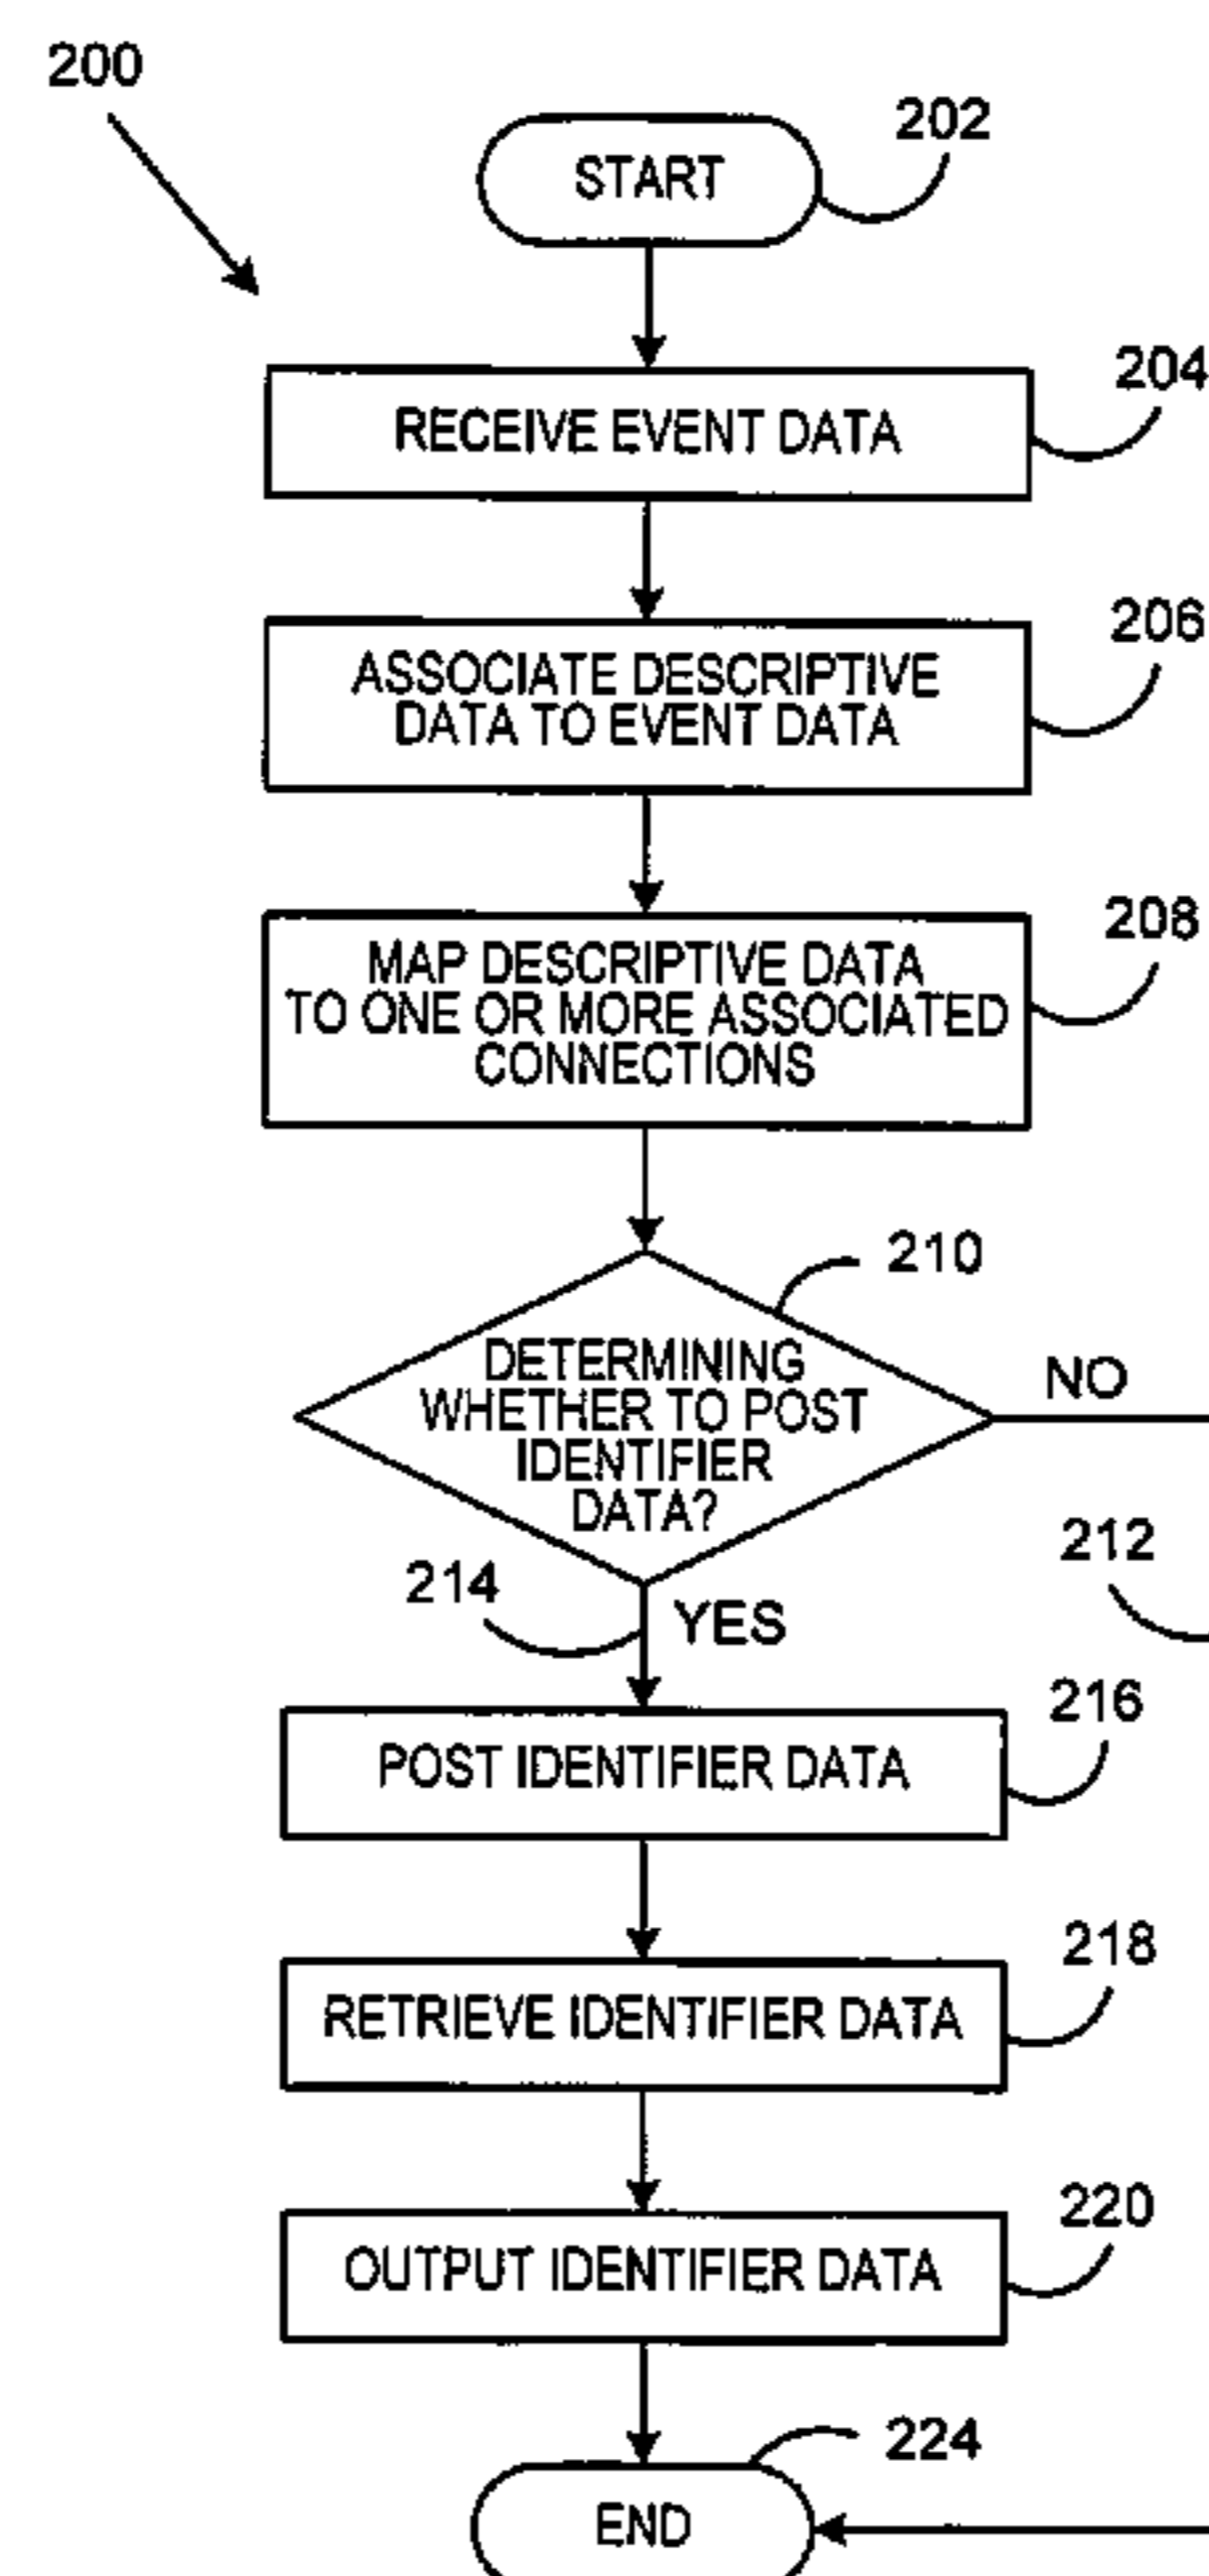 200
202
START
204
RECEIVE EVENT DATA
206
ASSOCIATE DESCRIPTIVE
DATA TO EVENT DATA
208
MAP DESCRIPTIVE DATA
TO ONE OR MORE ASSOCIATED
CONNECTIONS
210
DETERMINING
WHETHER TO POST
IDENTIFIER
DATA?
NO
212
214
YES
216
POST IDENTIFIER DATA
218
RETRIEVE IDENTIFIER DATA
220
OUTPUT IDENTIFIER DATA
224
END